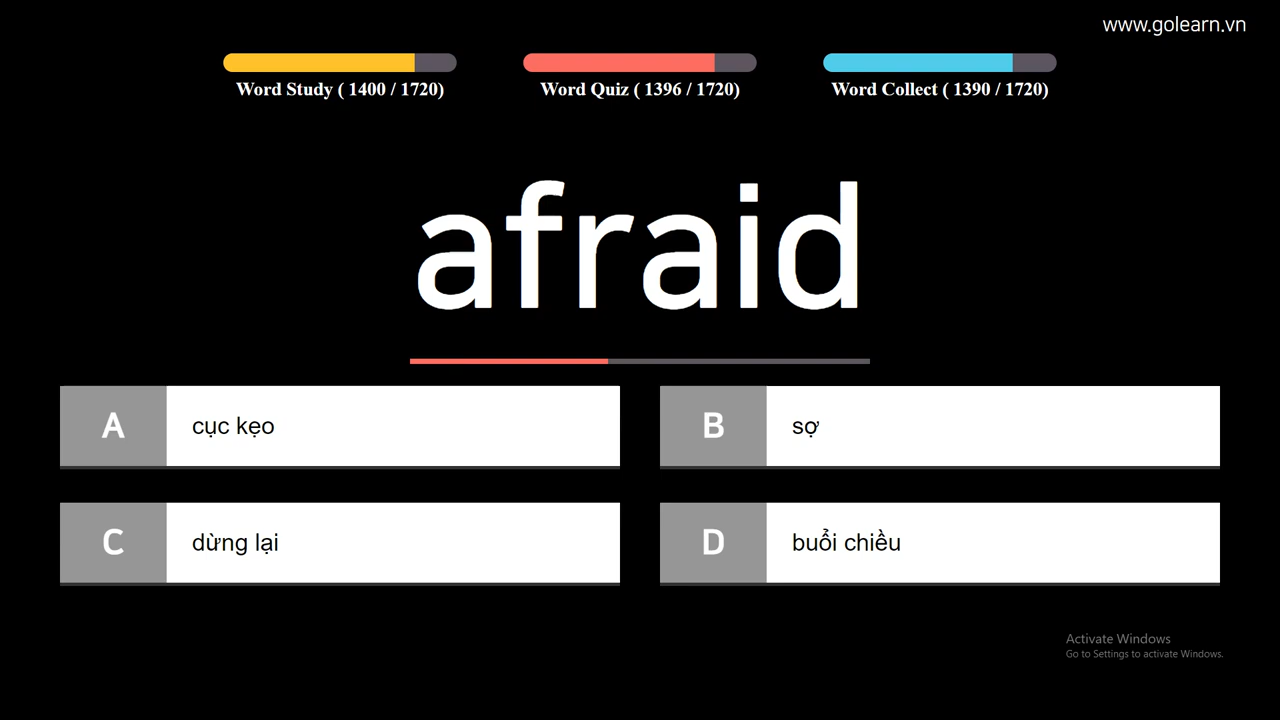 www.golearn.vn
Word Study ( 1400 / 1720)
Word Quiz ( 1396 / 1720)
Word Collect ( 1390 / 1720)
afraid
A cục kẹo
B sợ
C dừng lại
D buổi chiều
Activate Windows
Go to Settings to activate Windows.